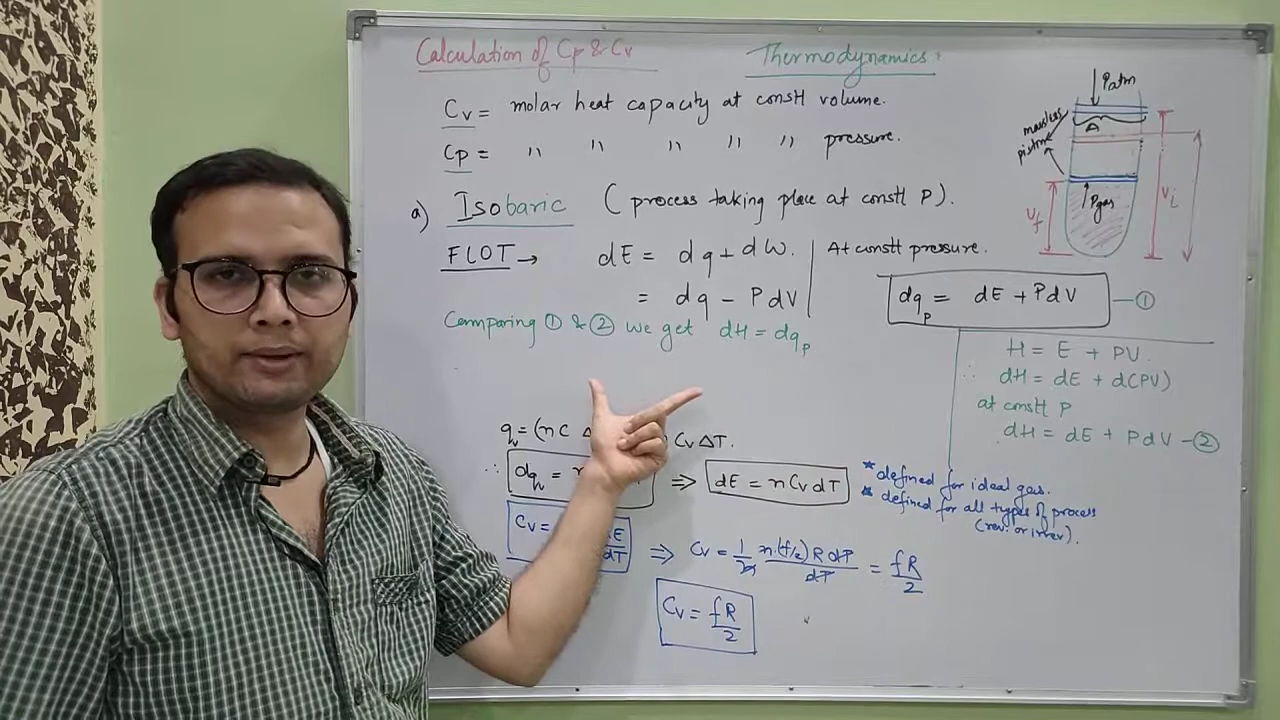 Calculation of Cp & Cv
Thermodynamics.
Cv = molar heat capacity at constt volume.
Cp = " " " " " pressure.
a) Isobaric (process taking place at constt P).
FLOT → dE = dq + dW.
= dq - PdV
At constt pressure.
dqp = dE + PdV — ①
Comparing ① & ② we get dH = dqp
H = E + PV.
∴ dH = dE + d(PV)
at constt P
dH = dE + PdV - ②
qv = (nC
Cv ΔT.
∴ dqv =
⇒ dE = nCvdT
* defined for ideal gas.
* defined for all types of process
(rev. or irrev).
Cv =
dT
⇒ Cv = 1/n n.(f/2) R dT / dT = fR/2
Cv = fR/2
Patm
A
massless
piston
Pgas
Vf
Vi